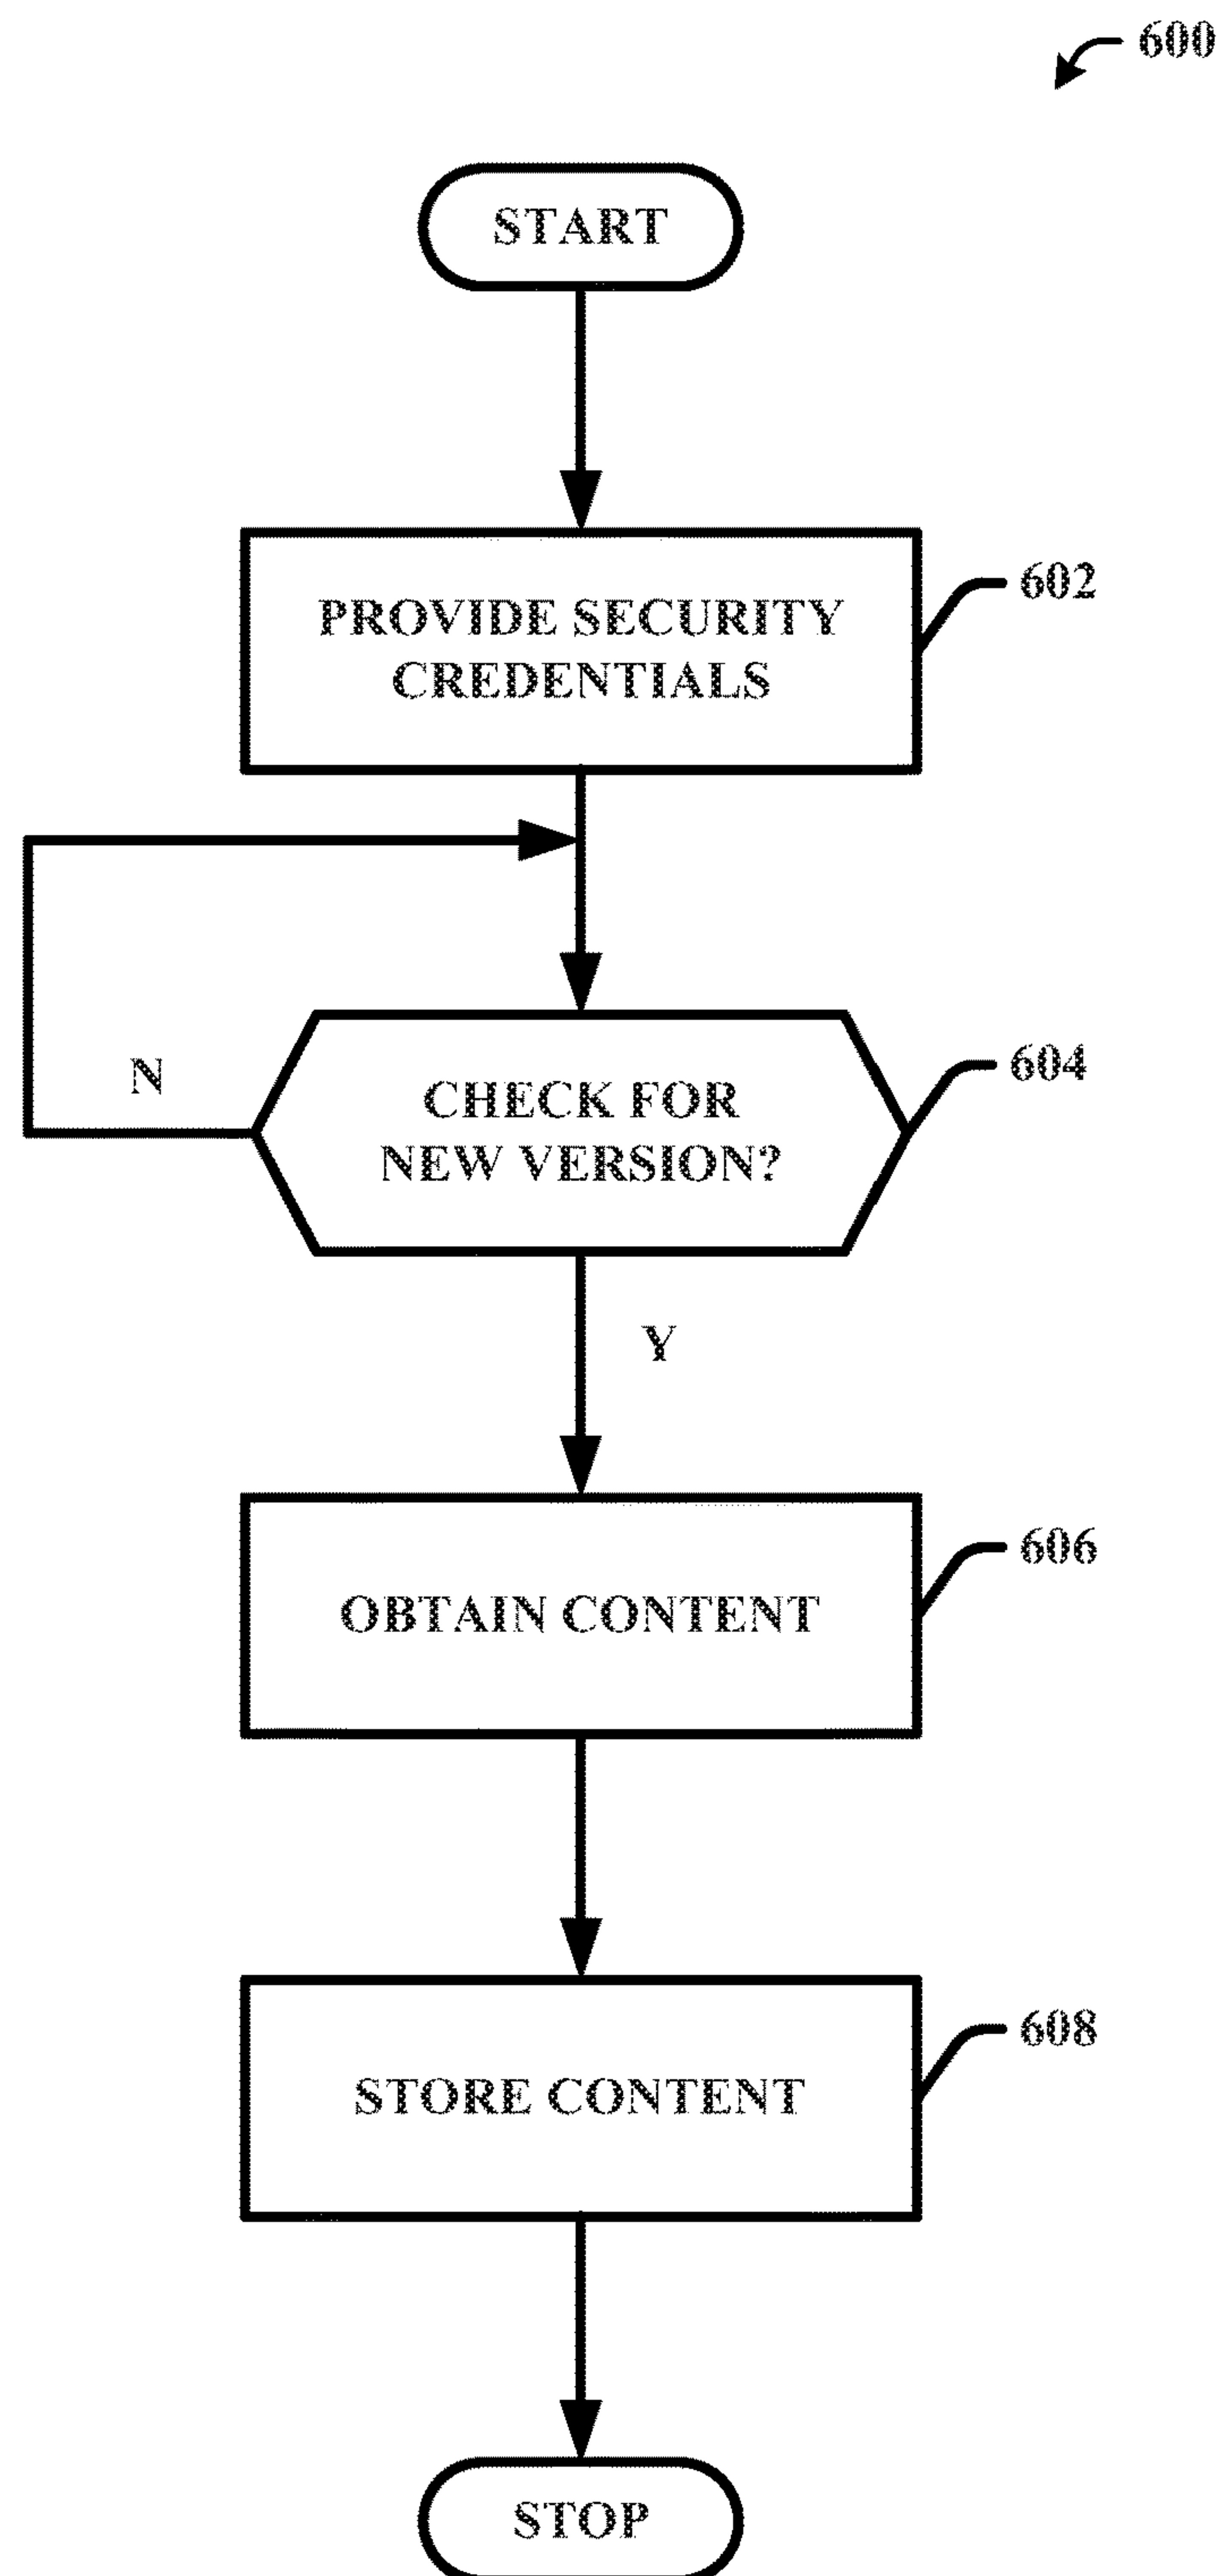 600
START
PROVIDE SECURITY
CREDENTIALS
602
CHECK FOR
NEW VERSION?
604
N
Y
OBTAIN CONTENT
606
STORE CONTENT
608
STOP